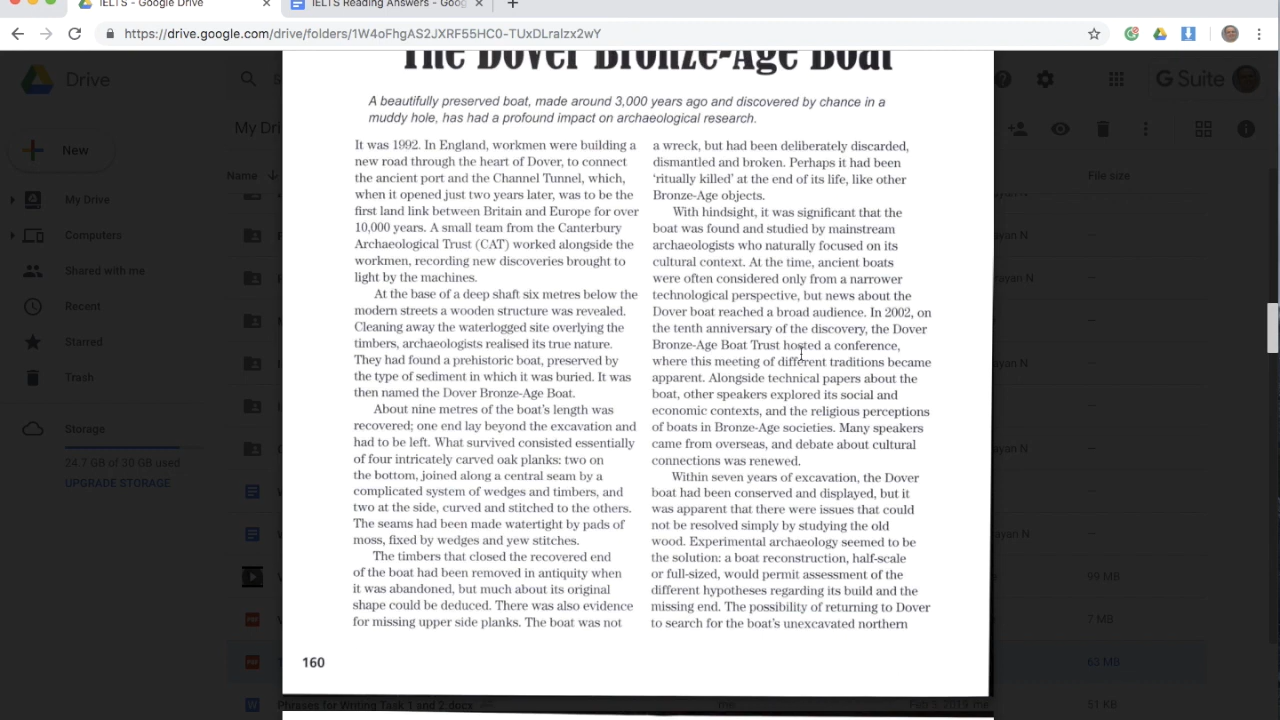 IELTS - Google Drive
IELTS Reading Answers - Goog
https://drive.google.com/drive/folders/1W4oFhgAS2JXRF55HC0-TUxDLralzx2wY
Drive
G Suite
The Dover Bronze-Age Boat
A beautifully preserved boat, made around 3,000 years ago and discovered by chance in a
muddy hole, has had a profound impact on archaeological research.
It was 1992. In England, workmen were building a
new road through the heart of Dover, to connect
the ancient port and the Channel Tunnel, which,
when it opened just two years later, was to be the
first land link between Britain and Europe for over
10,000 years. A small team from the Canterbury
Archaeological Trust (CAT) worked alongside the
workmen, recording new discoveries brought to
light by the machines.
At the base of a deep shaft six metres below the
modern streets a wooden structure was revealed.
Cleaning away the waterlogged site overlying the
timbers, archaeologists realised its true nature.
They had found a prehistoric boat, preserved by
the type of sediment in which it was buried. It was
then named the Dover Bronze-Age Boat.
About nine metres of the boat's length was
recovered; one end lay beyond the excavation and
had to be left. What survived consisted essentially
of four intricately carved oak planks: two on
the bottom, joined along a central seam by a
complicated system of wedges and timbers, and
two at the side, curved and stitched to the others.
The seams had been made watertight by pads of
moss, fixed by wedges and yew stitches.
The timbers that closed the recovered end
of the boat had been removed in antiquity when
it was abandoned, but much about its original
shape could be deduced. There was also evidence
for missing upper side planks. The boat was not
a wreck, but had been deliberately discarded,
dismantled and broken. Perhaps it had been
'ritually killed' at the end of its life, like other
Bronze-Age objects.
With hindsight, it was significant that the
boat was found and studied by mainstream
archaeologists who naturally focused on its
cultural context. At the time, ancient boats
were often considered only from a narrower
technological perspective, but news about the
Dover boat reached a broad audience. In 2002, on
the tenth anniversary of the discovery, the Dover
Bronze-Age Boat Trust hosted a conference,
where this meeting of different traditions became
apparent. Alongside technical papers about the
boat, other speakers explored its social and
economic contexts, and the religious perceptions
of boats in Bronze-Age societies. Many speakers
came from overseas, and debate about cultural
connections was renewed.
Within seven years of excavation, the Dover
boat had been conserved and displayed, but it
was apparent that there were issues that could
not be resolved simply by studying the old
wood. Experimental archaeology seemed to be
the solution: a boat reconstruction, half-scale
or full-sized, would permit assessment of the
different hypotheses regarding its build and the
missing end. The possibility of returning to Dover
to search for the boat's unexcavated northern
160
New
My Drive
Computers
Shared with me
Recent
Starred
Trash
Storage
24.7 GB of 30 GB used
UPGRADE STORAGE
My Dri
Name
File size
99 MB
7 MB
63 MB
Phrases for Writing Task 1 and 2.docx
me
Feb 5, 2019 me
51 KB